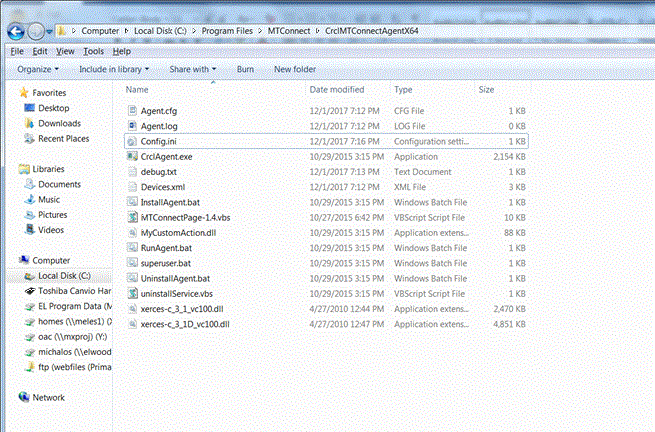 Computer Local Disk (C:) Program Files MTConnect CrclMTConnectAgentX64
File Edit View Tools Help
Organize Include in library Share with Burn New folder
Favorites
Desktop
Downloads
Recent Places
Libraries
Documents
Music
Pictures
Videos
Computer
Local Disk (C:)
Toshiba Canvio Har
EL Program Data (M
homes (\\meles1) (X
oac (\\mxproj) (Y:)
michalos (\\elwood
ftp (webfiles (Prima
Network
Name Date modified Type Size
Agent.cfg 12/1/2017 7:12 PM CFG File 1 KB
Agent.log 12/1/2017 7:12 PM LOG File 0 KB
Config.ini 12/1/2017 7:16 PM Configuration setti... 1 KB
CrclAgent.exe 10/29/2015 3:15 PM Application 2,154 KB
debug.txt 12/1/2017 7:13 PM Text Document 1 KB
Devices.xml 12/1/2017 7:12 PM XML File 3 KB
InstallAgent.bat 10/29/2015 3:15 PM Windows Batch File 1 KB
MTConnectPage-1.4.vbs 10/27/2015 6:42 PM VBScript Script File 10 KB
MyCustomAction.dll 10/29/2015 3:15 PM Application exten... 88 KB
RunAgent.bat 10/29/2015 3:15 PM Windows Batch File 1 KB
superuser.bat 10/29/2015 3:15 PM Windows Batch File 1 KB
UninstallAgent.bat 10/29/2015 3:15 PM Windows Batch File 1 KB
uninstallService.vbs 10/29/2015 3:15 PM VBScript Script File 1 KB
xerces-c_3_1_vc100.dll 4/27/2010 12:44 PM Application exten... 2,470 KB
xerces-c_3_1D_vc100.dll 4/27/2010 12:47 PM Application exten... 4,851 KB